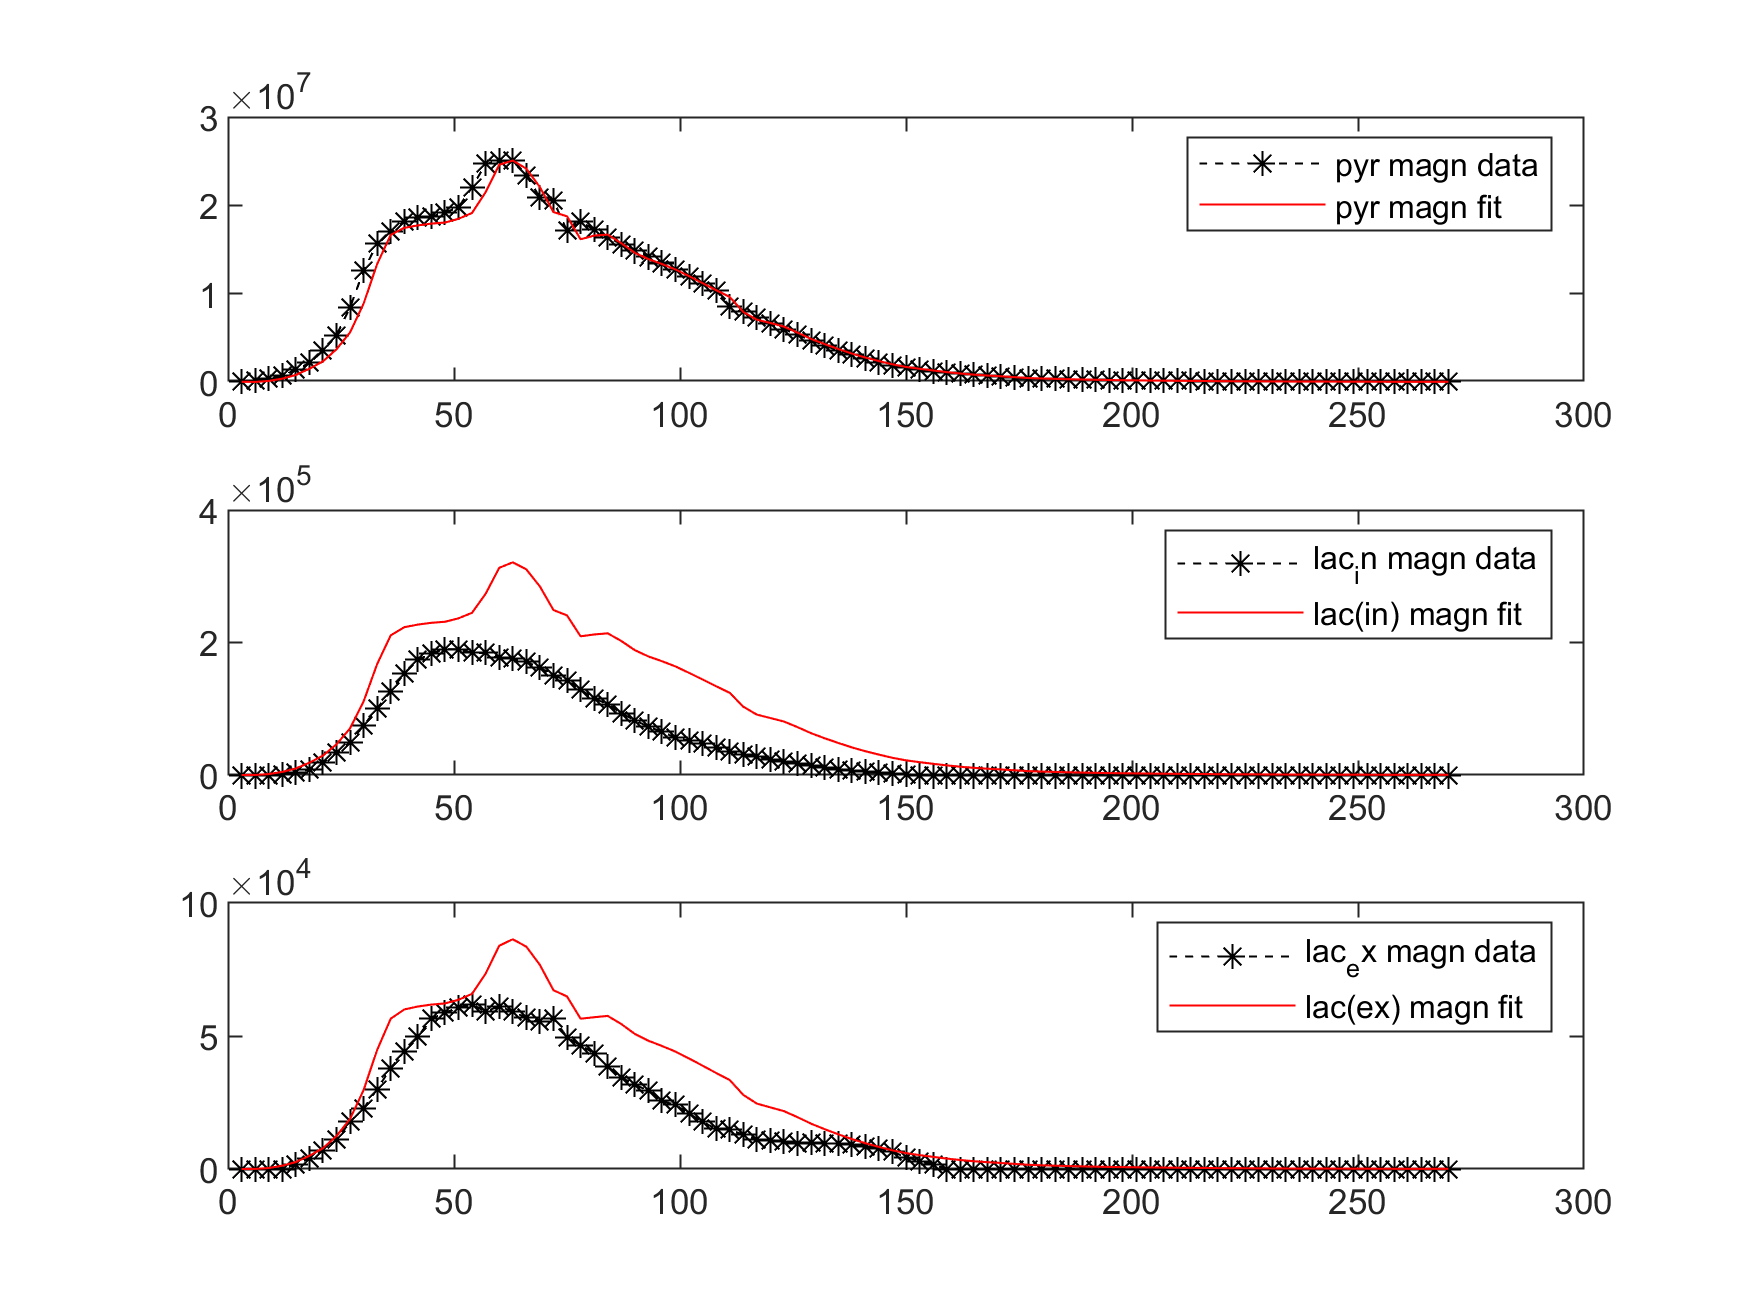 ×10^7
3
2
1
0
0 50 100 150 200 250 300
pyr magn data
pyr magn fit
×10^5
4
2
0
0 50 100 150 200 250 300
lac_in magn data
lac(in) magn fit
×10^4
10
5
0
0 50 100 150 200 250 300
lac_ex magn data
lac(ex) magn fit